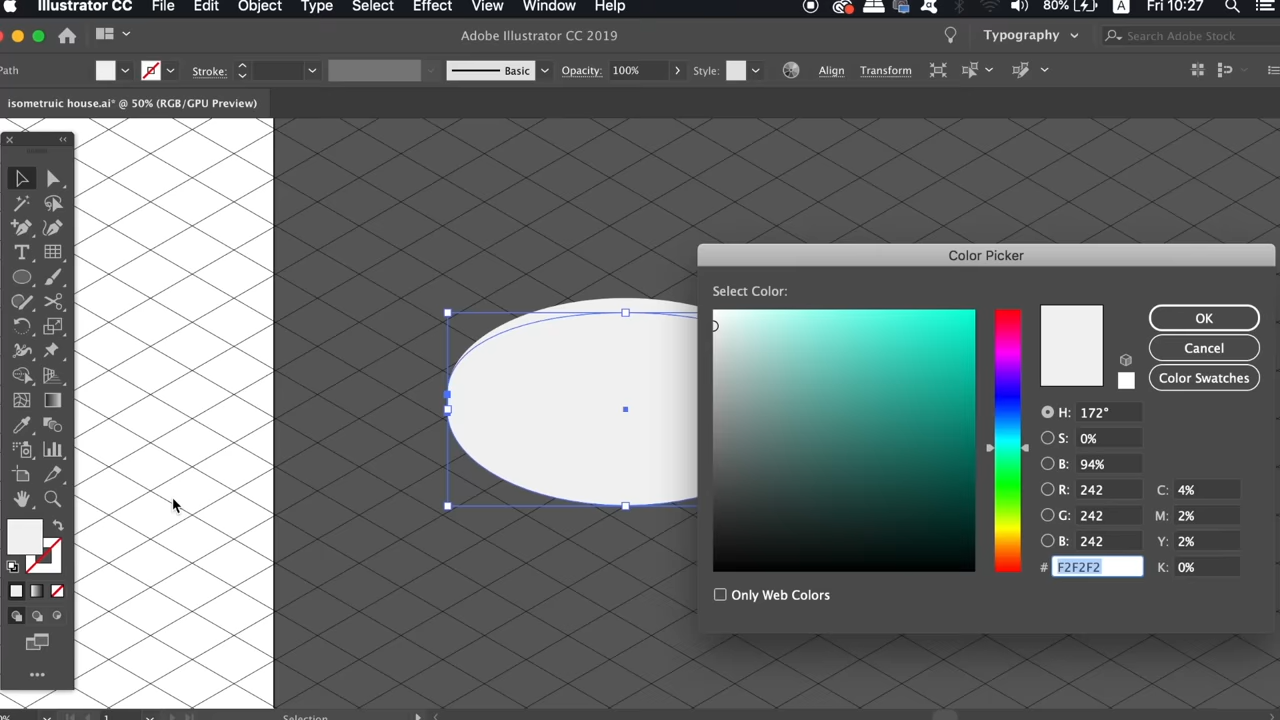 Illustrator CC File Edit Object Type Select Effect View Window Help 80% A Fri 10:27
Adobe Illustrator CC 2019 Typography Search Adobe Stock
Path Stroke: Basic Opacity: 100% Style: Align Transform
isometruic house.ai* @ 50% (RGB/GPU Preview)
Color Picker
Select Color:
OK
Cancel
Color Swatches
H: 172°
S: 0%
B: 94%
R: 242 C: 4%
G: 242 M: 2%
B: 242 Y: 2%
# F2F2F2 K: 0%
Only Web Colors
1 Selection